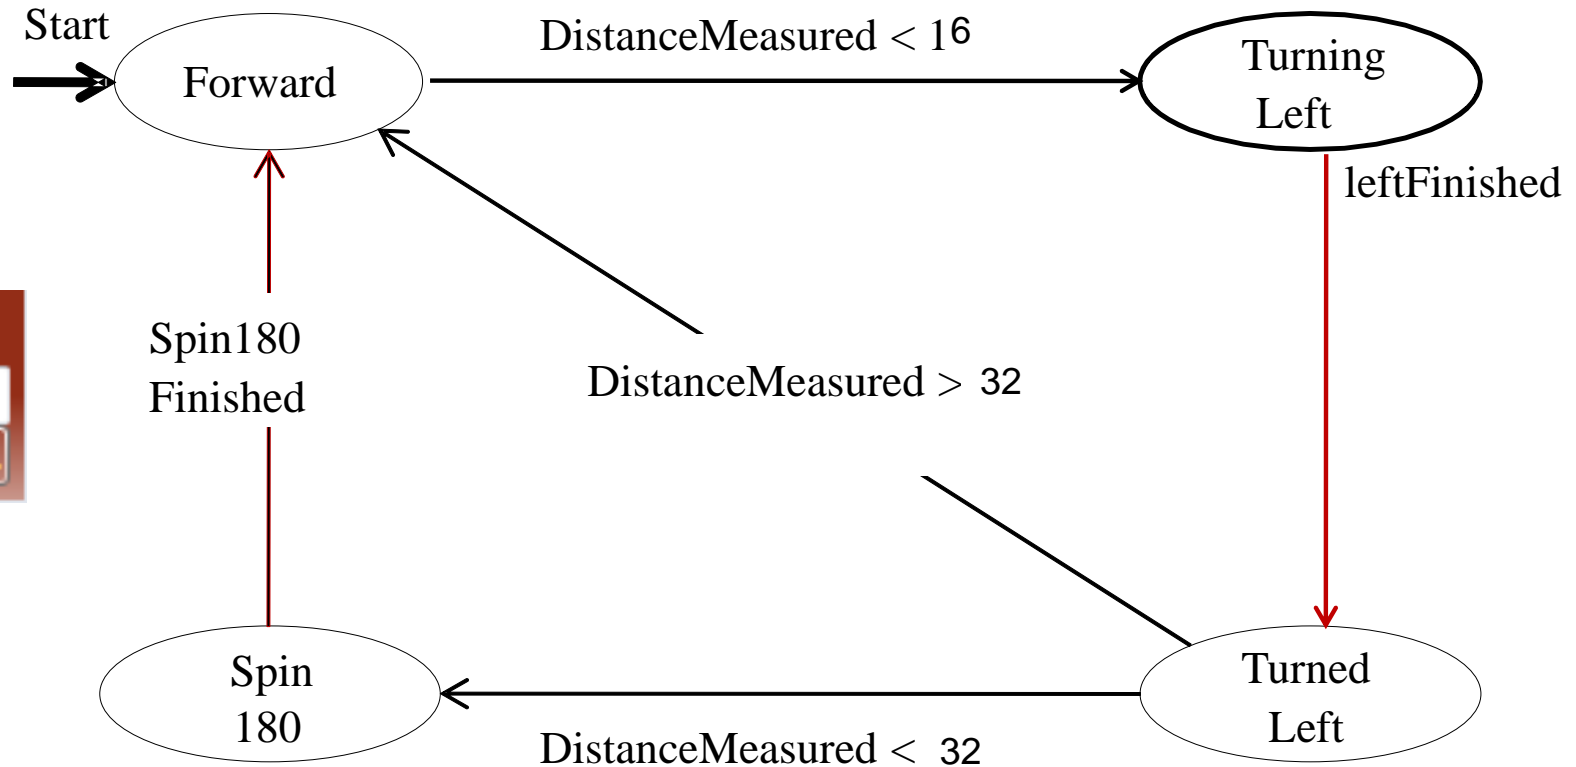 Start
DistanceMeasured < 16
Forward
Turning
Left
leftFinished
Spin180
Finished
DistanceMeasured > 32
Spin
180
Turned
Left
DistanceMeasured < 32